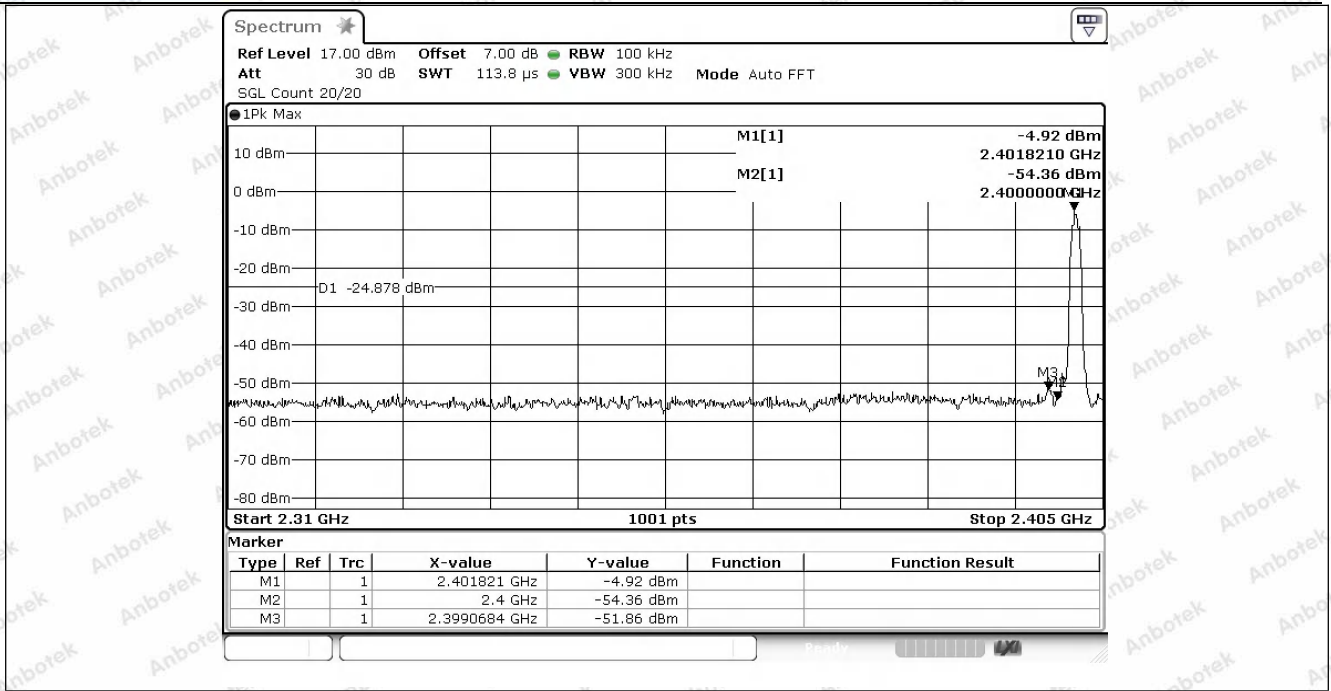 Spectrum
Ref Level 17.00 dBm Offset 7.00 dB RBW 100 kHz
Att 30 dB SWT 113.8 µs VBW 300 kHz Mode Auto FFT
SGL Count 20/20
1Pk Max
M1[1] -4.92 dBm
2.4018210 GHz
M2[1] -54.36 dBm
2.4000000 GHz
M1
10 dBm
0 dBm
-10 dBm
-20 dBm
D1 -24.878 dBm
-30 dBm
-40 dBm
-50 dBm
M3
M2
-60 dBm
-70 dBm
-80 dBm
Start 2.31 GHz 1001 pts Stop 2.405 GHz
Marker
Type Ref Trc X-value Y-value Function Function Result
M1 1 2.401821 GHz -4.92 dBm
M2 1 2.4 GHz -54.36 dBm
M3 1 2.3990684 GHz -51.86 dBm
Ready LXI
Anbotek